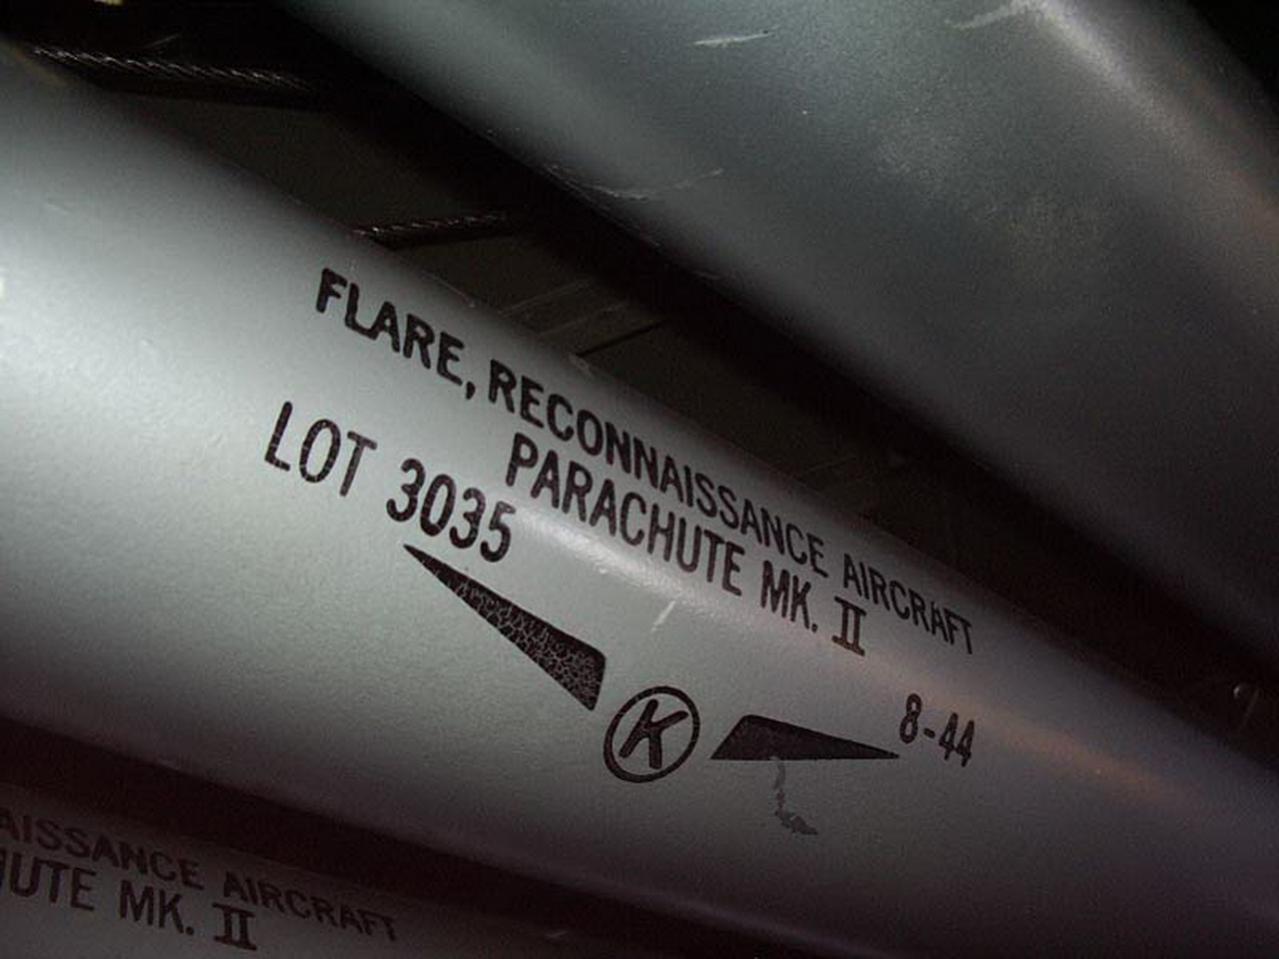 FLARE, RECONNAISSANCE AIRCRAFT
PARACHUTE MK. II
LOT 3035
K
8-44
AISSANCE AIRCRAFT
UTE MK. II